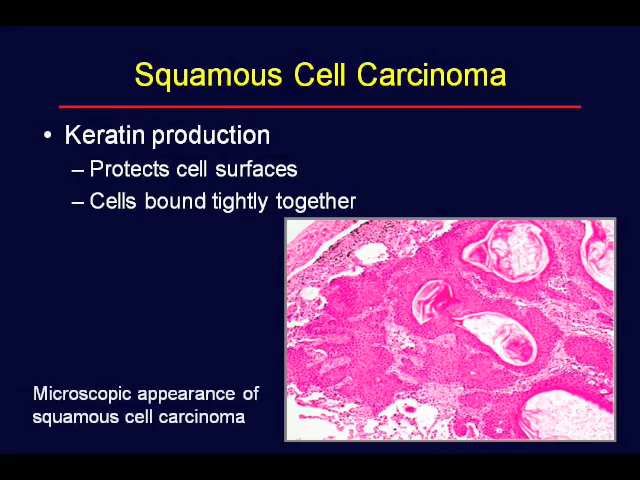 Squamous Cell Carcinoma
• Keratin production
– Protects cell surfaces
– Cells bound tightly together
Microscopic appearance of
squamous cell carcinoma